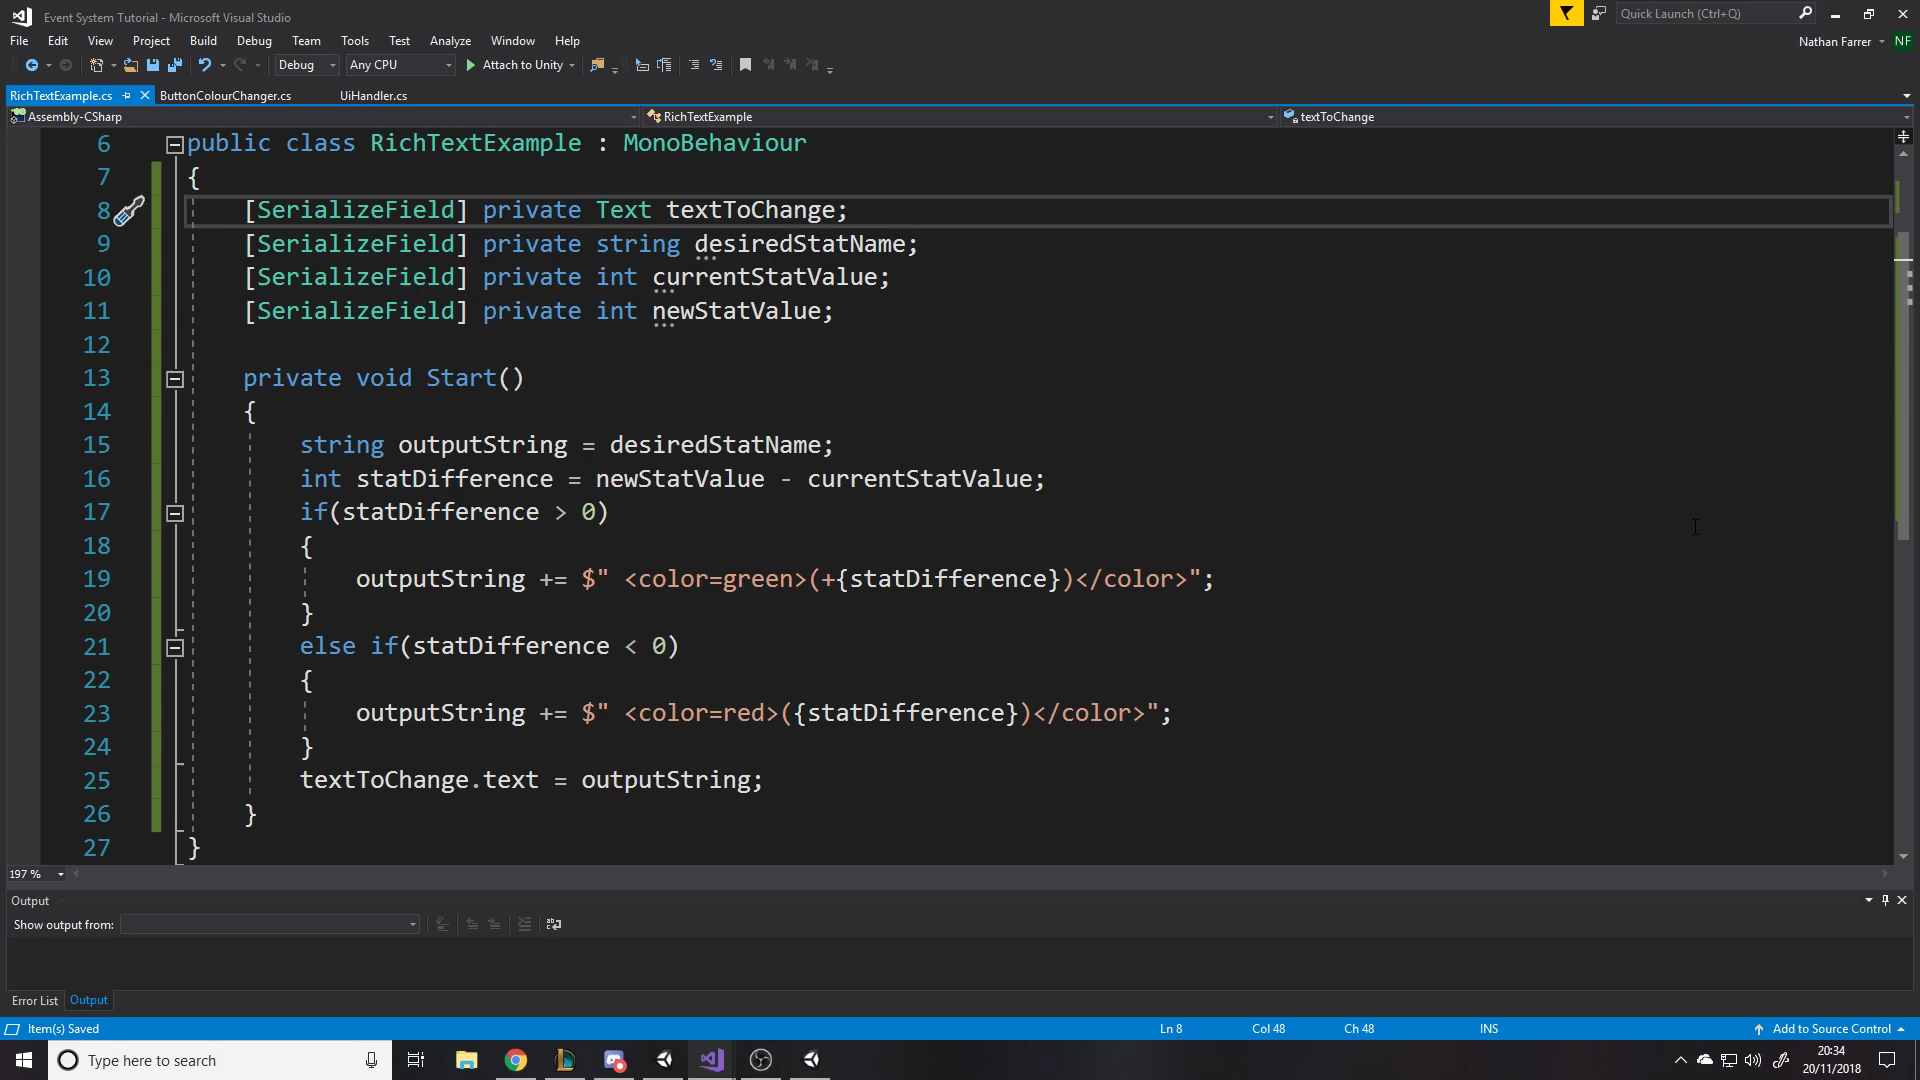 Event System Tutorial - Microsoft Visual Studio
Quick Launch (Ctrl+Q)
File Edit View Project Build Debug Team Tools Test Analyze Window Help
Nathan Farrer NF
Debug Any CPU Attach to Unity
RichTextExample.cs ButtonColourChanger.cs UiHandler.cs
Assembly-CSharp RichTextExample textToChange
6 public class RichTextExample : MonoBehaviour
7 {
8 [SerializeField] private Text textToChange;
9 [SerializeField] private string desiredStatName;
10 [SerializeField] private int currentStatValue;
11 [SerializeField] private int newStatValue;
12
13 private void Start()
14 {
15 string outputString = desiredStatName;
16 int statDifference = newStatValue - currentStatValue;
17 if(statDifference > 0)
18 {
19 outputString += $" <color=green>(+{statDifference})</color>";
20 }
21 else if(statDifference < 0)
22 {
23 outputString += $" <color=red>({statDifference})</color>";
24 }
25 textToChange.text = outputString;
26 }
27 }
197 %
Output
Show output from:
Error List Output
Item(s) Saved Ln 8 Col 48 Ch 48 INS Add to Source Control
Type here to search
20:34
20/11/2018